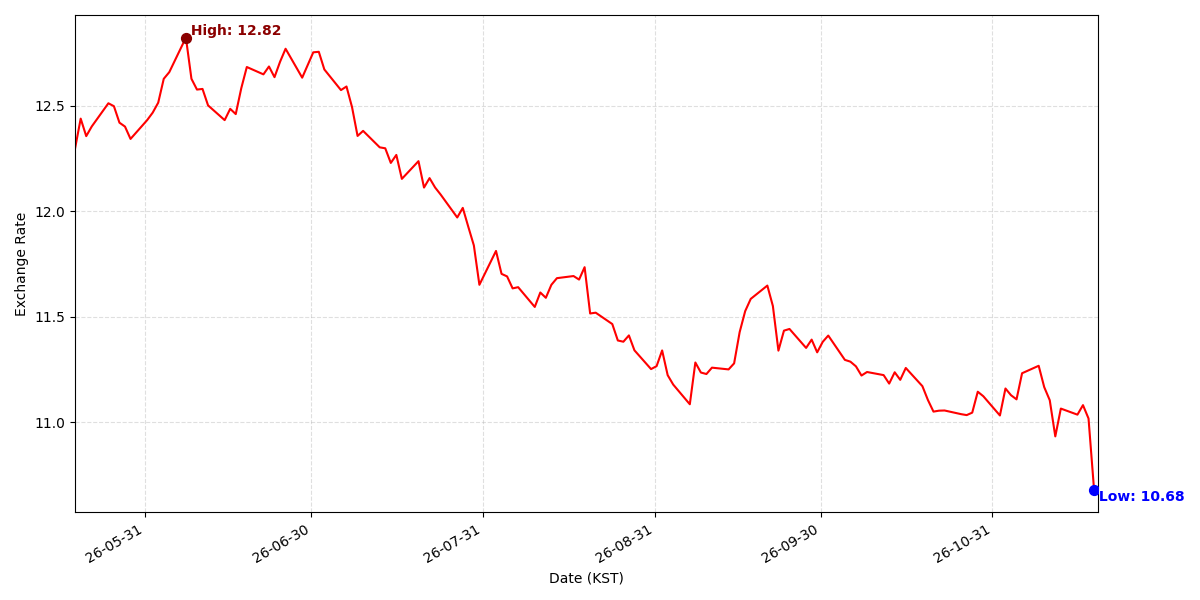 High: 12.82
12.5
12.0
11.5
11.0
Exchange Rate
Low: 10.68
26-05-31
26-06-30
26-07-31
26-08-31
26-09-30
26-10-31
Date (KST)